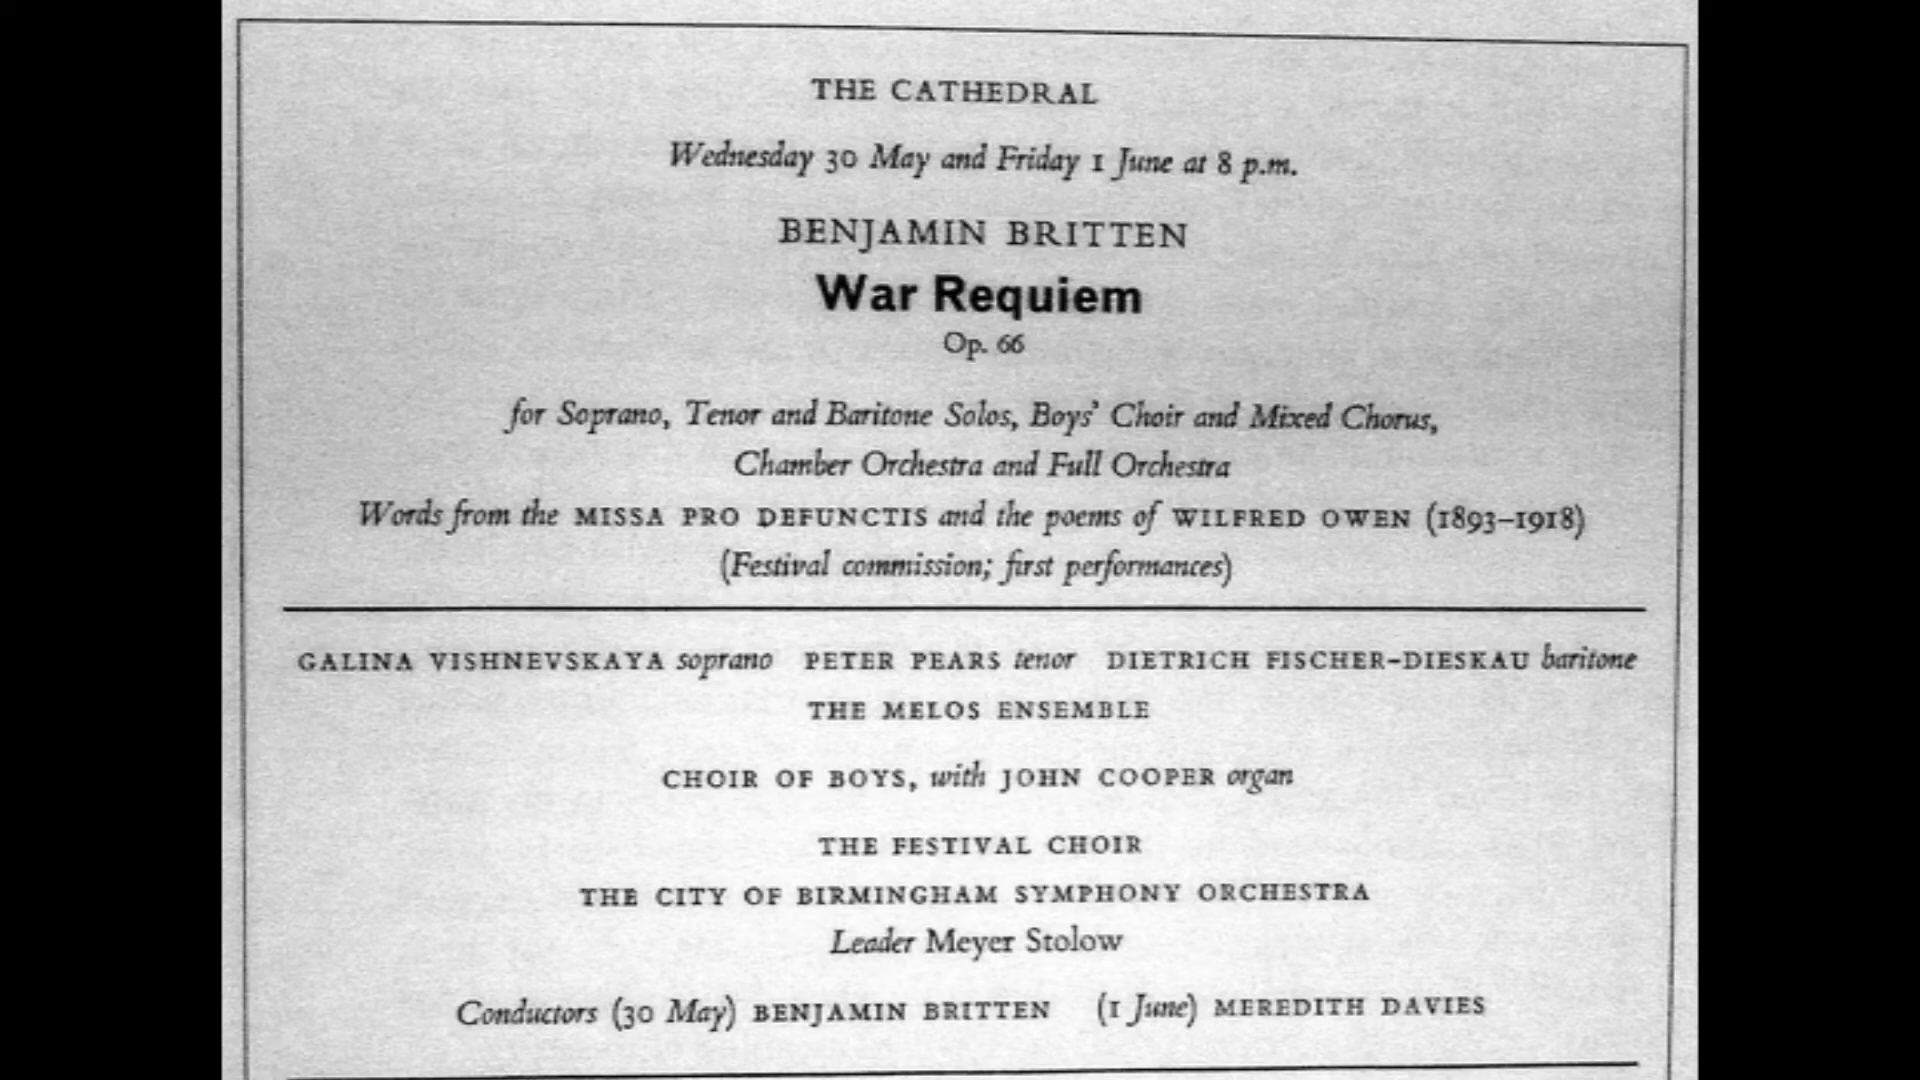 THE CATHEDRAL
Wednesday 30 May and Friday 1 June at 8 p.m.
BENJAMIN BRITTEN
War Requiem
Op. 66
for Soprano, Tenor and Baritone Solos, Boys' Choir and Mixed Chorus,
Chamber Orchestra and Full Orchestra
Words from the MISSA PRO DEFUNCTIS and the poems of WILFRED OWEN (1893–1918)
(Festival commission; first performances)
GALINA VISHNEVSKAYA soprano PETER PEARS tenor DIETRICH FISCHER-DIESKAU baritone
THE MELOS ENSEMBLE
CHOIR OF BOYS, with JOHN COOPER organ
THE FESTIVAL CHOIR
THE CITY OF BIRMINGHAM SYMPHONY ORCHESTRA
Leader Meyer Stolow
Conductors (30 May) BENJAMIN BRITTEN (1 June) MEREDITH DAVIES